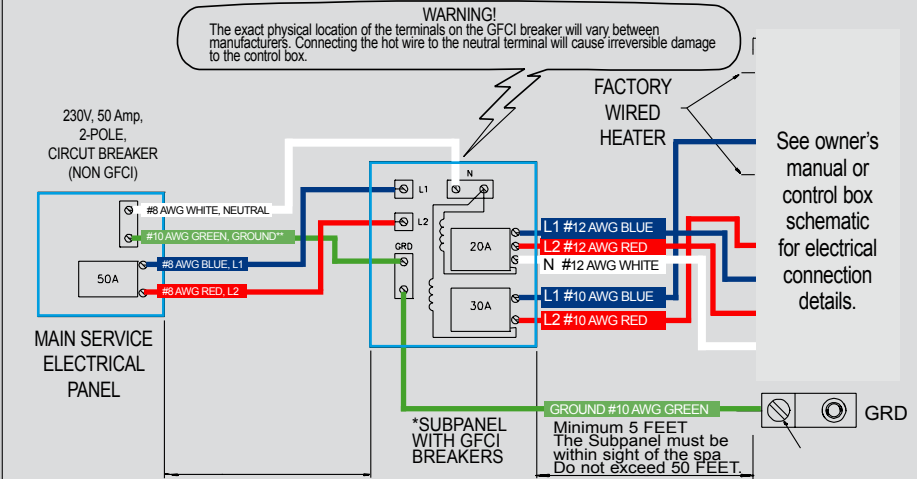 WARNING!
The exact physical location of the terminals on the GFCI breaker will vary between
manufacturers. Connecting the hot wire to the neutral terminal will cause irreversible damage
to the control box.
FACTORY
WIRED
HEATER
230V, 50 Amp,
2-POLE,
CIRCUT BREAKER
(NON GFCI)
See owner's
manual or
control box
schematic
for electrical
connection
details.
N
L1
L2
GRD
#8 AWG WHITE, NEUTRAL
#10 AWG GREEN, GROUND**
#8 AWG BLUE, L1
#8 AWG RED, L2
50A
20A
30A
L1 #12 AWG BLUE
L2 #12 AWG RED
N #12 AWG WHITE
L1 #10 AWG BLUE
L2 #10 AWG RED
MAIN SERVICE
ELECTRICAL
PANEL
GROUND #10 AWG GREEN
GRD
*SUBPANEL
WITH GFCI
BREAKERS
Minimum 5 FEET
The Subpanel must be
within sight of the spa
Do not exceed 50 FEET.